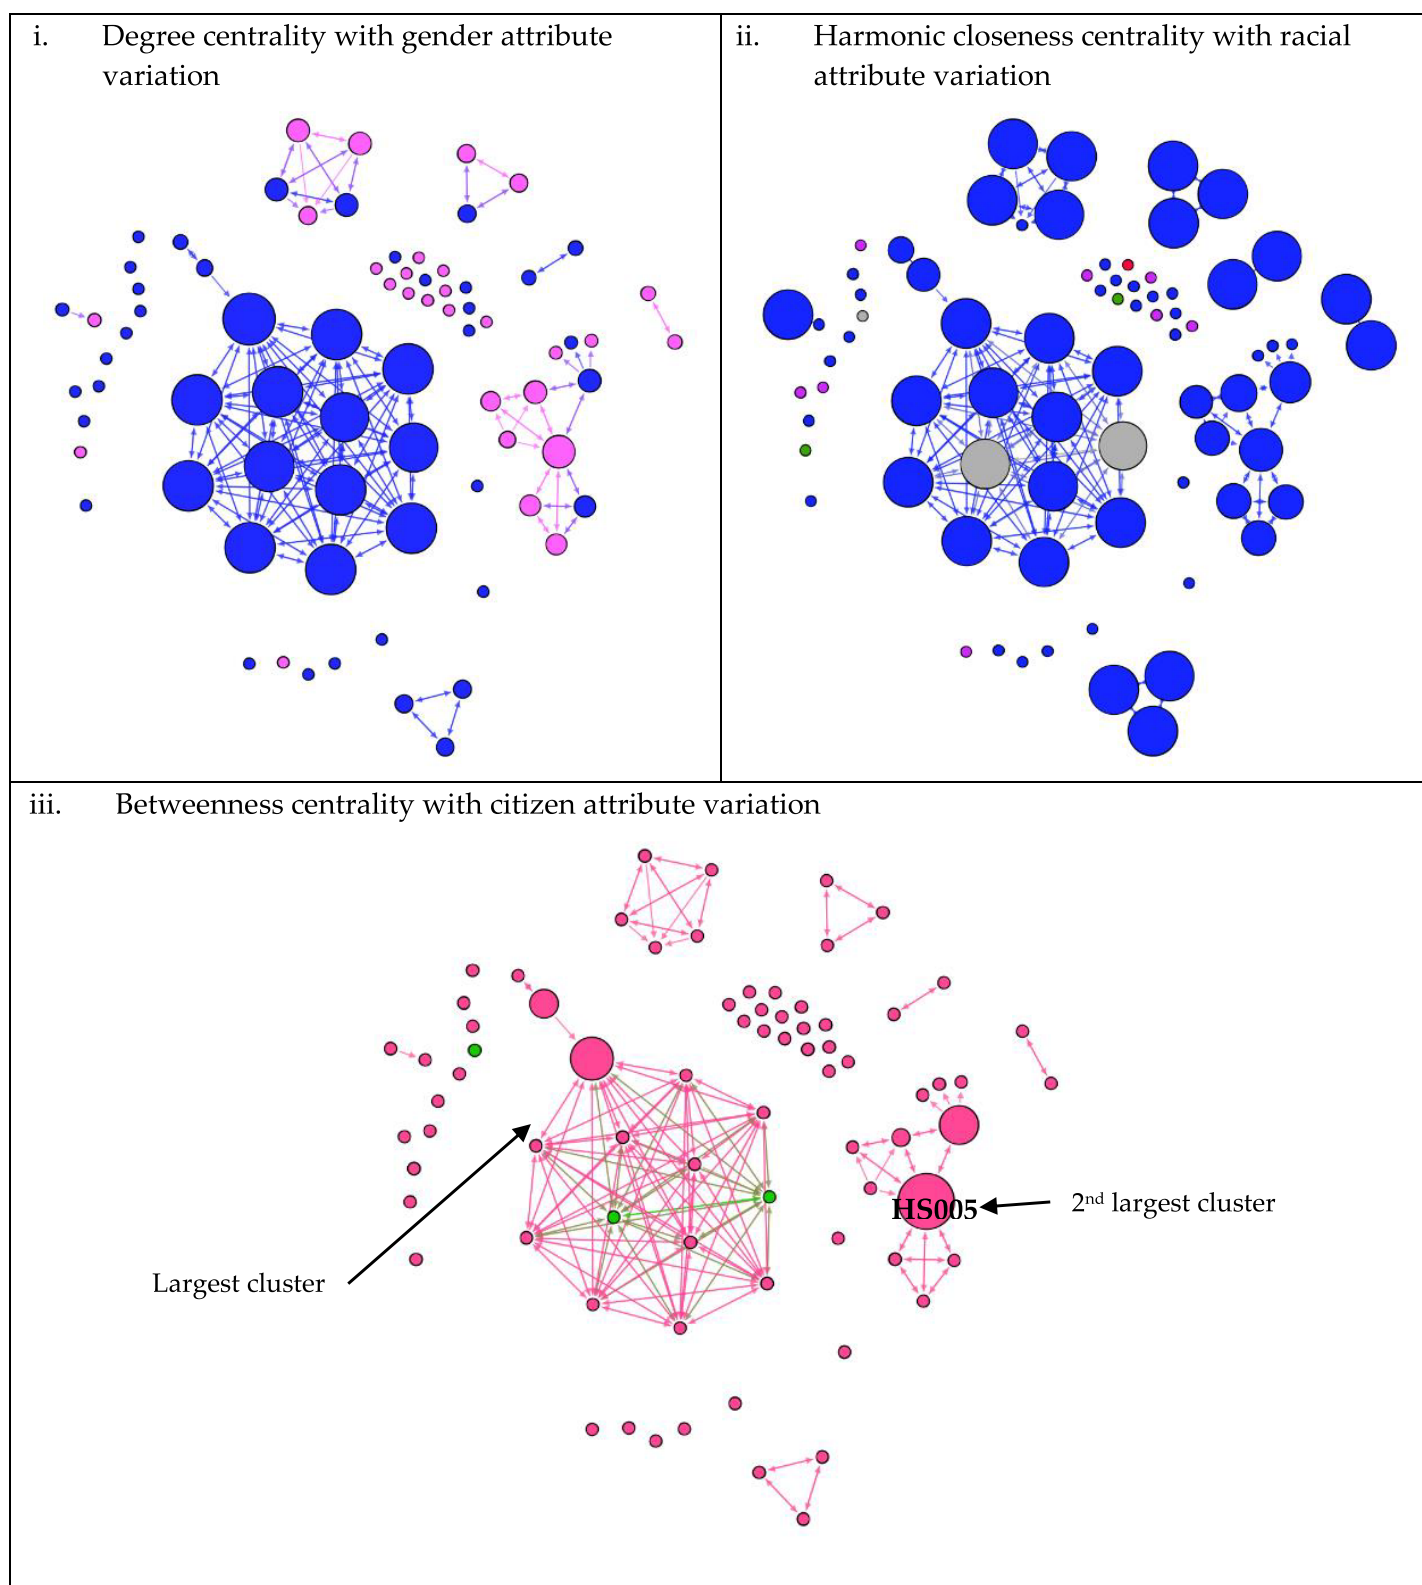 i. Degree centrality with gender attribute
variation
ii. Harmonic closeness centrality with racial
attribute variation
iii. Betweenness centrality with citizen attribute variation
HS005
2nd largest cluster
Largest cluster